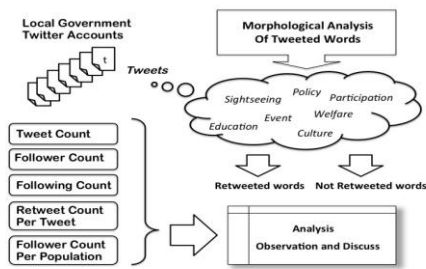 Local Government
Twitter Accounts
t
Tweets
Morphological Analysis
Of Tweeted Words
Policy
Sightseeing
Participation
Event
Welfare
Education
Culture
Retweeted words
Not Retweeted words
Tweet Count
Follower Count
Following Count
Retweet Count
Per Tweet
Follower Count
Per Population
Analysis
Observation and Discuss